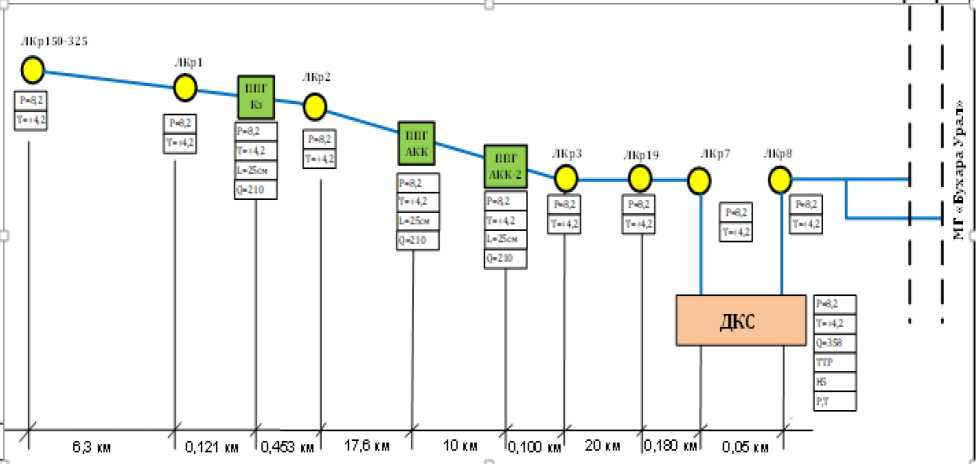 ЛКр150-325
P=8,2
T=+4,2
ЛКр1
P=8,2
T=+4,2
ППГ
Кз
P=8,2
T=+4,2
L=25см
Q=210
ЛКр2
P=8,2
T=+4,2
ППГ
АКК
P=8,2
T=+4,2
L=25см
Q=210
ППГ
АКК-2
P=8,2
T=+4,2
L=25см
Q=210
ЛКр3
P=8,2
T=+4,2
ЛКр19
P=8,2
T=+4,2
ЛКр7
P=8,2
T=+4,2
ЛКр8
P=8,2
T=+4,2
МГ «Бухара Урал»
ДКС
P=8,2
T=+4,2
Q=358
ТТР
HS
P,T
6,3 км
0,121 км
0,453 км
17,6 км
10 км
0,100 км
20 км
0,180 км
0,05 км